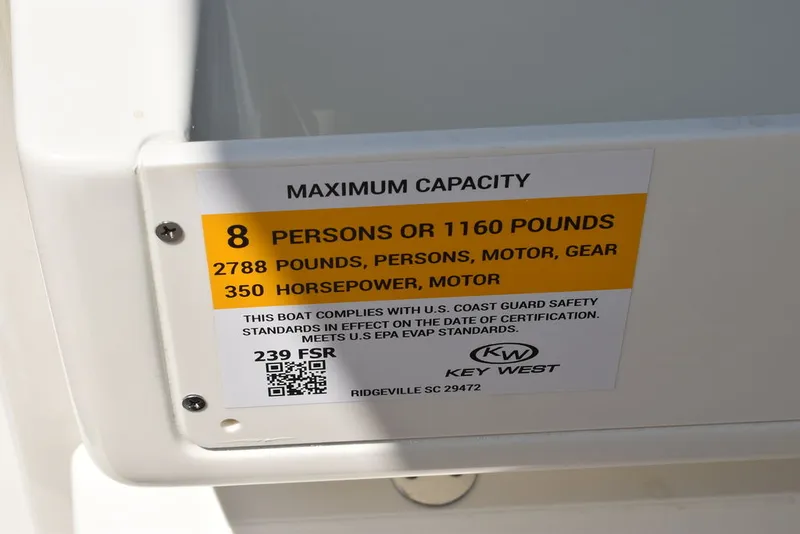 MAXIMUM CAPACITY
8 PERSONS OR 1160 POUNDS
2788 POUNDS, PERSONS, MOTOR, GEAR
350 HORSEPOWER, MOTOR
THIS BOAT COMPLIES WITH U.S. COAST GUARD SAFETY
STANDARDS IN EFFECT ON THE DATE OF CERTIFICATION.
MEETS U.S EPA EVAP STANDARDS.
239 FSR
KW
KEY WEST
RIDGEVILLE SC 29472